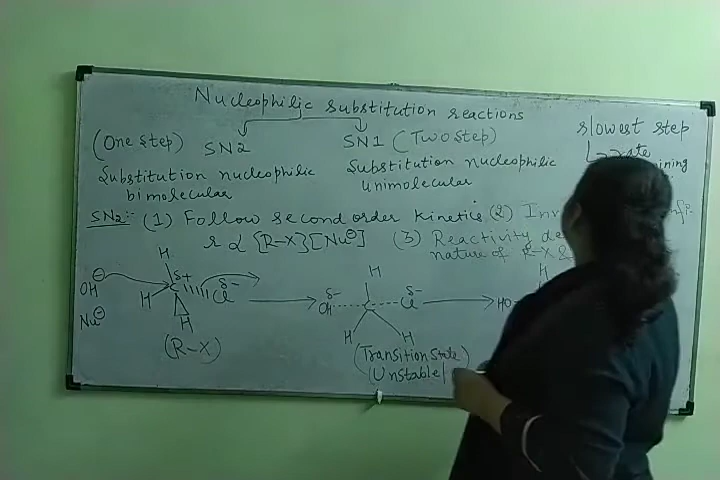 Nucleophilic substitution reactions
(One step) SN2 SN1 (Two step)
Substitution nucleophilic
bimolecular
Substitution nucleophilic
unimolecular
slowest step
rate
SN2:- (1) Follow second order kinetics (2)
r α [R-X][Nu⊖] (3) Reactivity
nature of R-X &
H
⊖
OH
Nu⊖
H C δ+ Cl δ-
H
(R-X)
H
δ- OH C Cl δ-
H H
(Transition state)
(Unstable)
H
HO